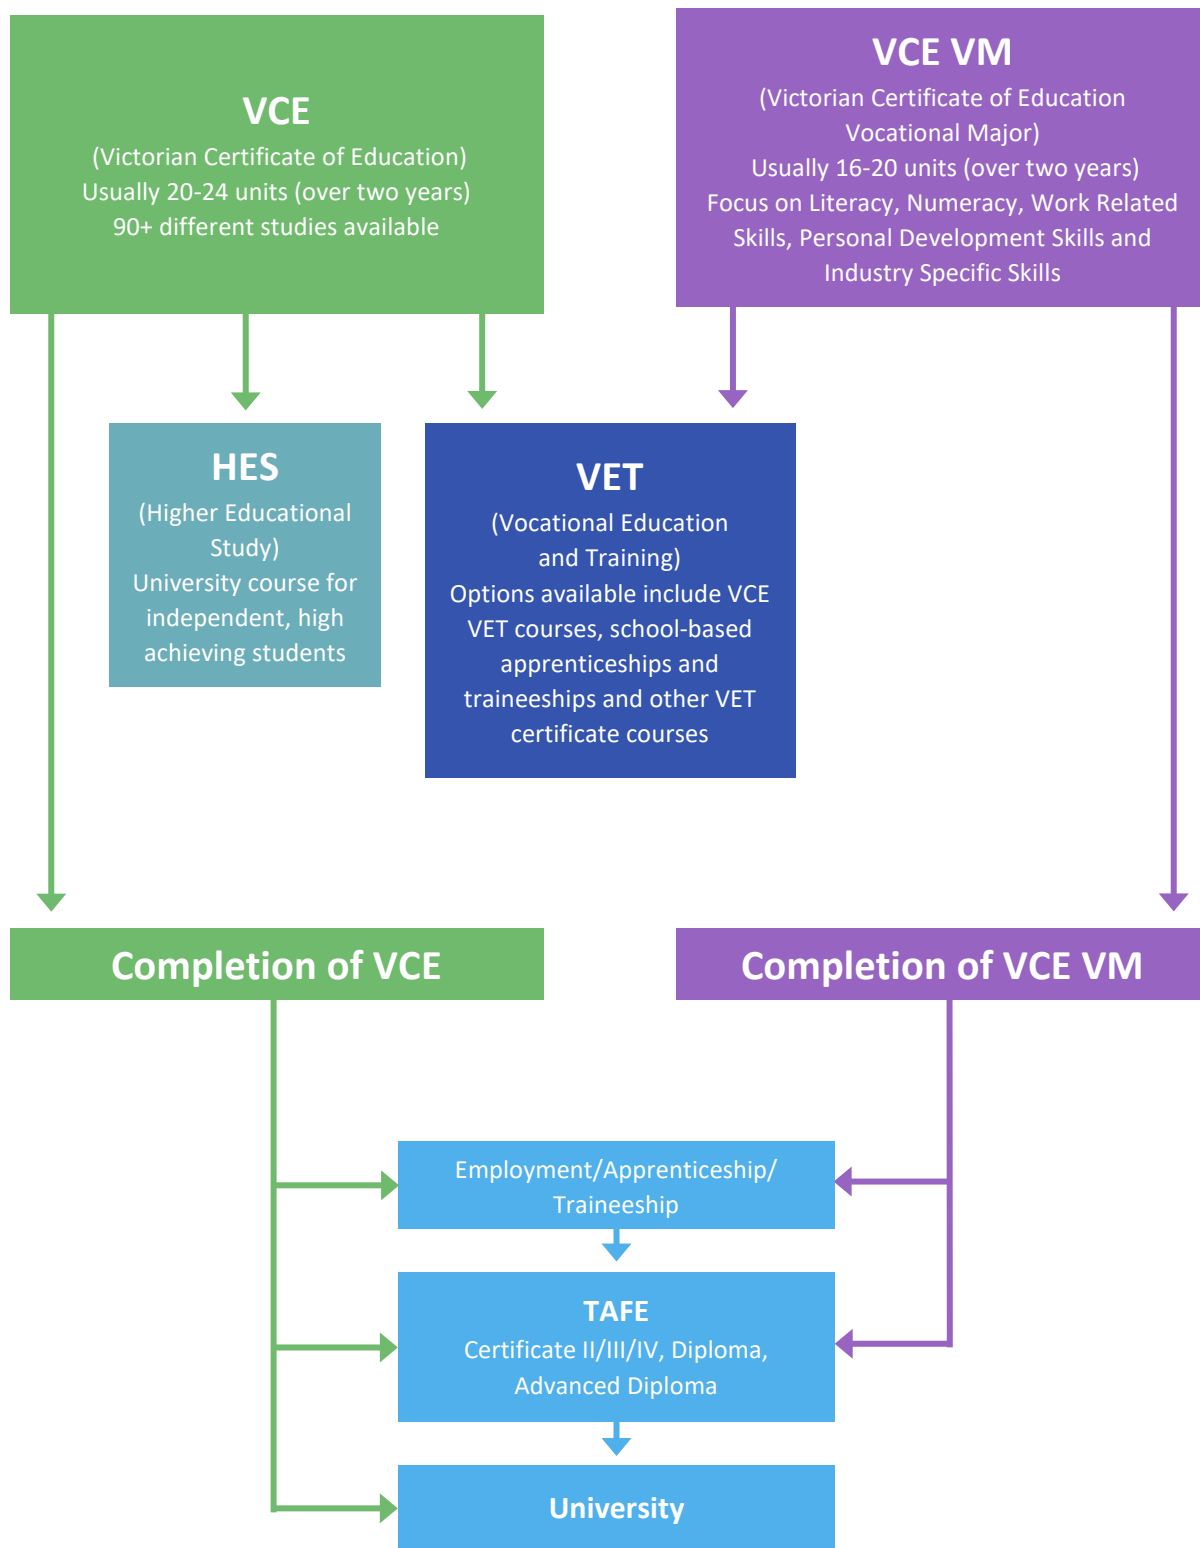 VCE
(Victorian Certificate of Education)
Usually 20-24 units (over two years)
90+ different studies available
VCE VM
(Victorian Certificate of Education
Vocational Major)
Usually 16-20 units (over two years)
Focus on Literacy, Numeracy, Work Related
Skills, Personal Development Skills and
Industry Specific Skills
HES
(Higher Educational
Study)
University course for
independent, high
achieving students
VET
(Vocational Education
and Training)
Options available include VCE
VET courses, school-based
apprenticeships and
traineeships and other VET
certificate courses
Completion of VCE
Completion of VCE VM
Employment/Apprenticeship/
Traineeship
TAFE
Certificate II/III/IV, Diploma,
Advanced Diploma
University